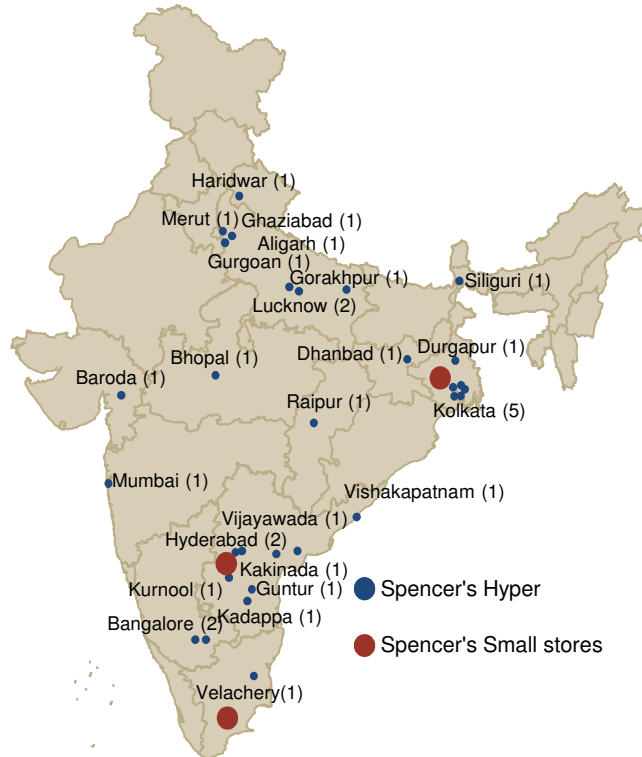 Haridwar (1)
Merut (1)
Ghaziabad (1)
Aligarh (1)
Gurgoan (1)
Gorakhpur (1)
Siliguri (1)
Lucknow (2)
Bhopal (1)
Dhanbad (1)
Durgapur (1)
Baroda (1)
Raipur (1)
Kolkata (5)
Mumbai (1)
Vishakapatnam (1)
Vijayawada (1)
Hyderabad (2)
Kakinada (1)
Kurnool (1)
Guntur (1)
Spencer's Hyper
Kadappa (1)
Bangalore (2)
Spencer's Small stores
Velachery(1)